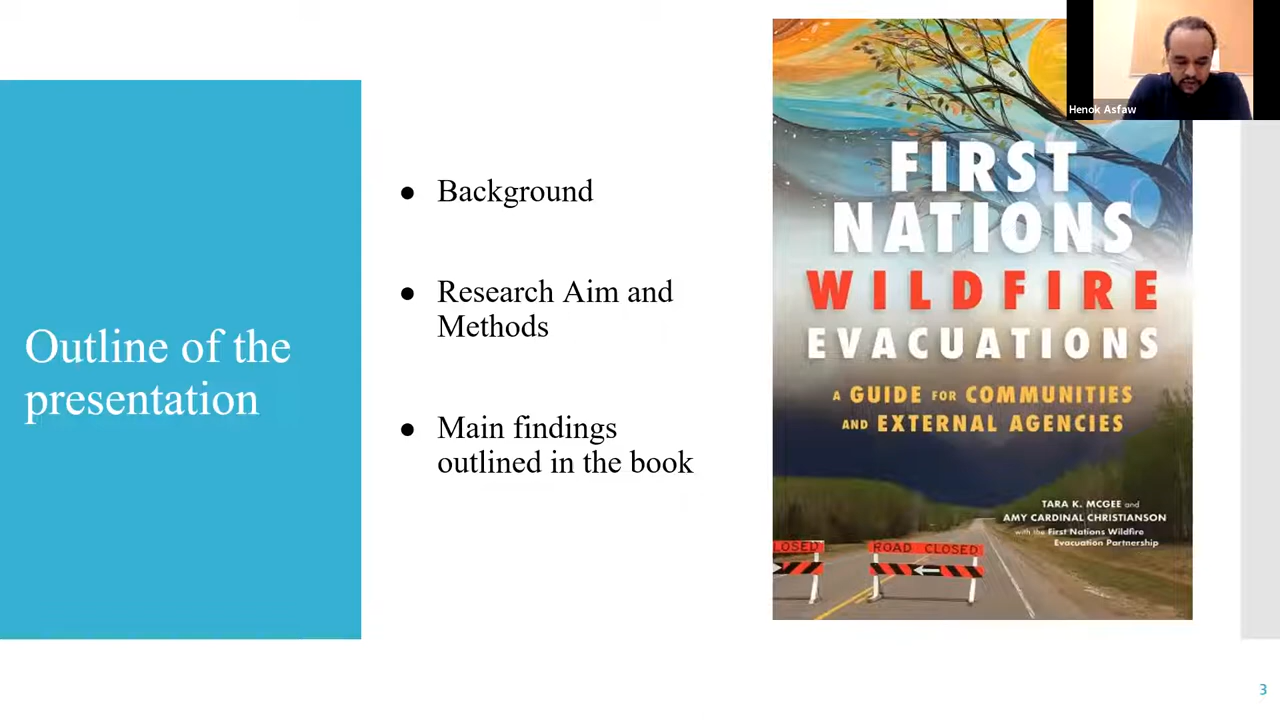 Outline of the
presentation
● Background
● Research Aim and
Methods
● Main findings
outlined in the book
FIRST
NATIONS
WILDFIRE
EVACUATIONS
A GUIDE FOR COMMUNITIES
AND EXTERNAL AGENCIES
TARA K. MCGEE and
AMY CARDINAL CHRISTIANSON
with the First Nations Wildfire
Evacuation Partnership
LOSED
ROAD CLOSED
Henok Asfaw
3